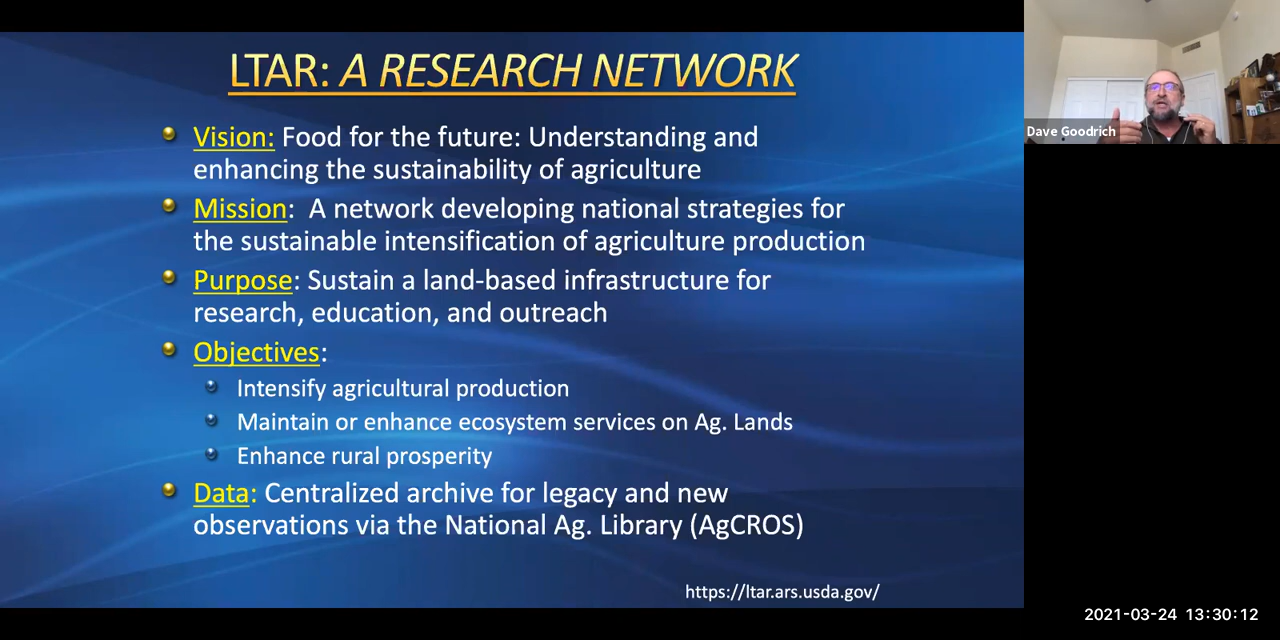 LTAR: A RESEARCH NETWORK
Vision: Food for the future: Understanding and
enhancing the sustainability of agriculture
Mission:  A network developing national strategies for
the sustainable intensification of agriculture production
Purpose: Sustain a land-based infrastructure for
research, education, and outreach
Objectives:
Intensify agricultural production
Maintain or enhance ecosystem services on Ag. Lands
Enhance rural prosperity
Data: Centralized archive for legacy and new
observations via the National Ag. Library (AgCROS)
https://ltar.ars.usda.gov/
Dave Goodrich
2021-03-24 13:30:12